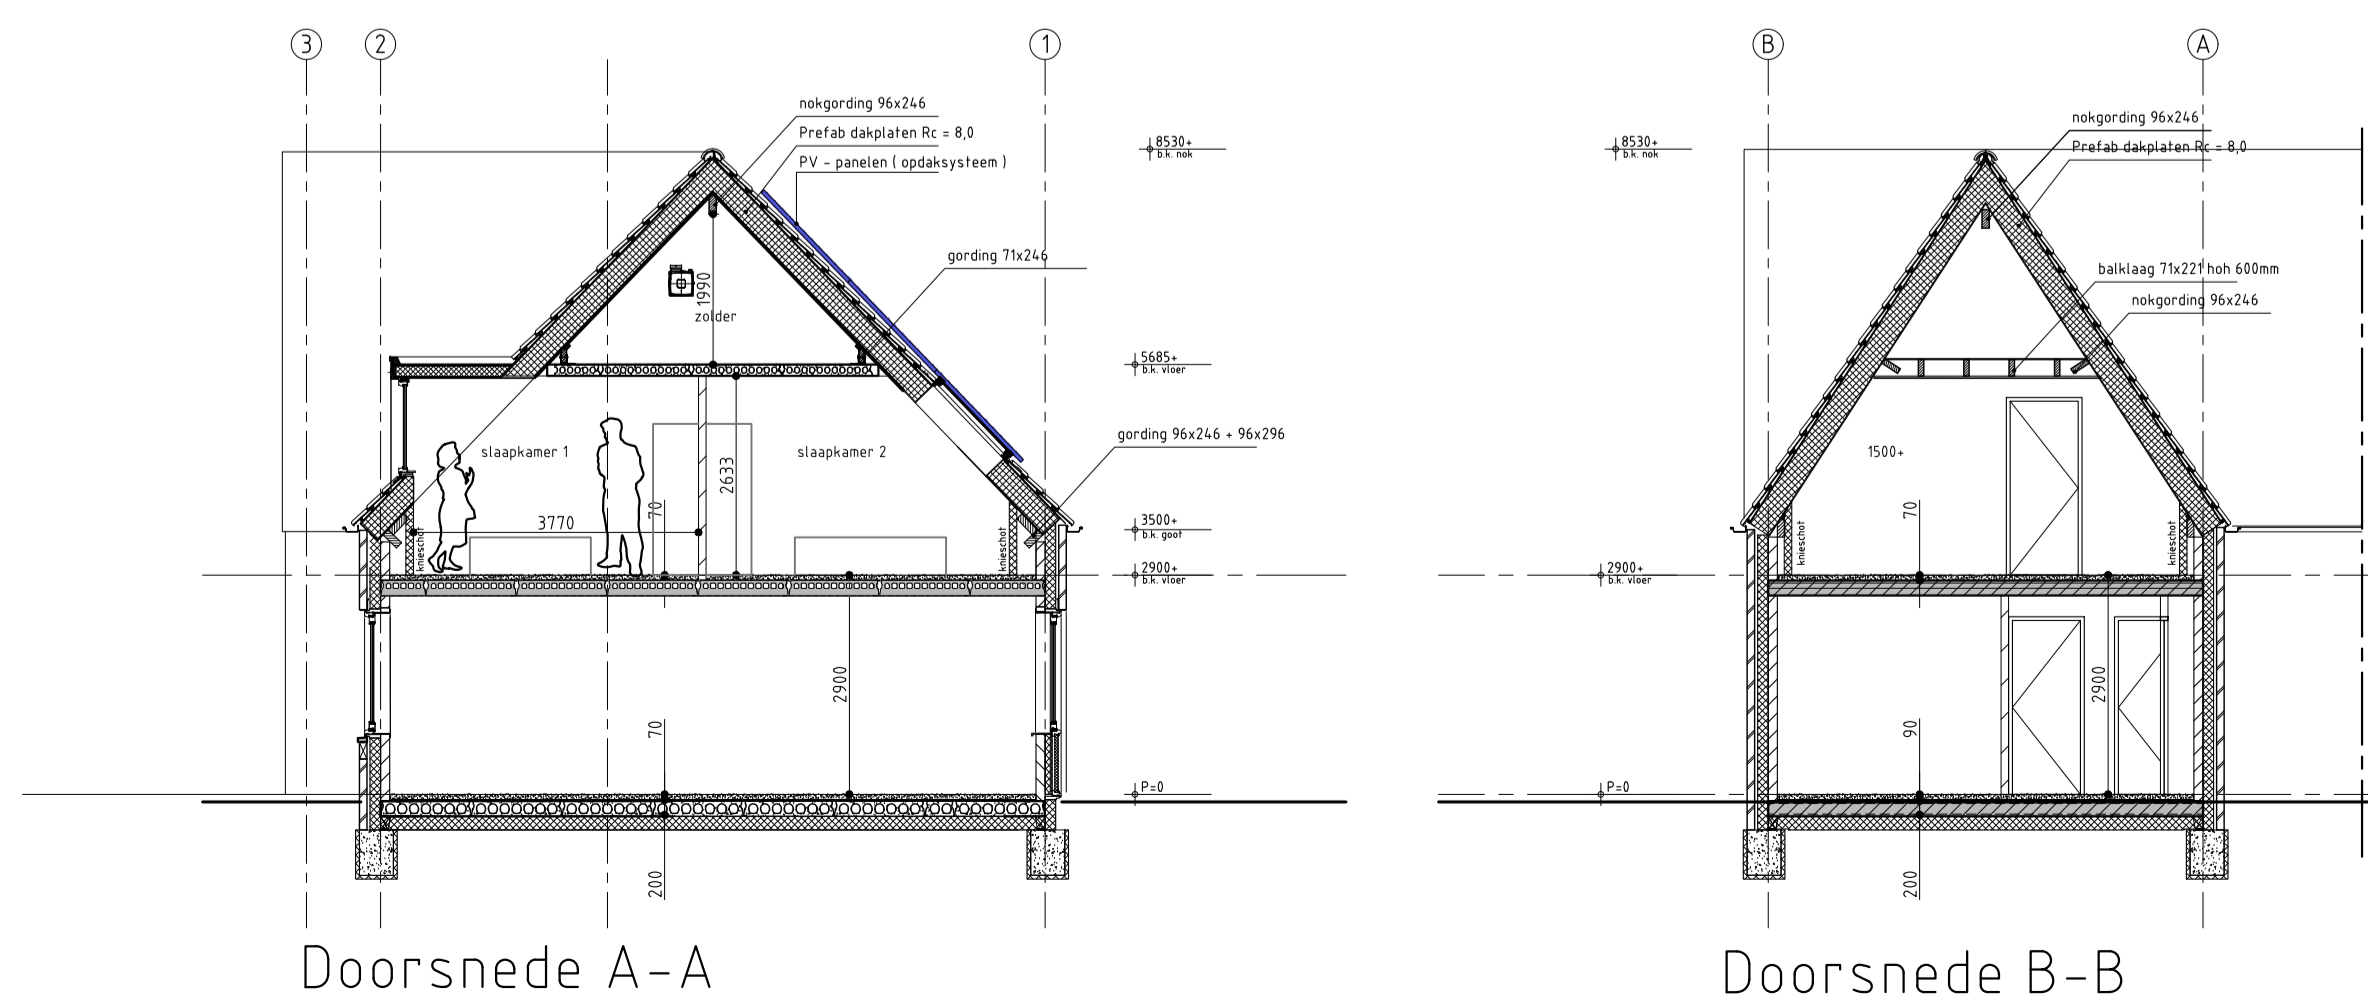 3
2
1
nokgording 96x246
Prefab dakplaten Rc = 8,0
PV - panelen ( opdaksysteem )
8530+
b.k. nok
gording 71x246
1990
zolder
5685+
b.k. vloer
gording 96x246 + 96x296
slaapkamer 1
slaapkamer 2
2633
70
3770
3500+
b.k. goot
knieschot
knieschot
2900+
b.k. vloer
2900
70
P=0
200
Doorsnede A-A
B
A
nokgording 96x246
Prefab dakplaten Rc = 8,0
8530+
b.k. nok
balklaag 71x221 hoh 600mm
nokgording 96x246
1500+
70
knieschot
knieschot
2900+
b.k. vloer
2900
90
P=0
200
Doorsnede B-B